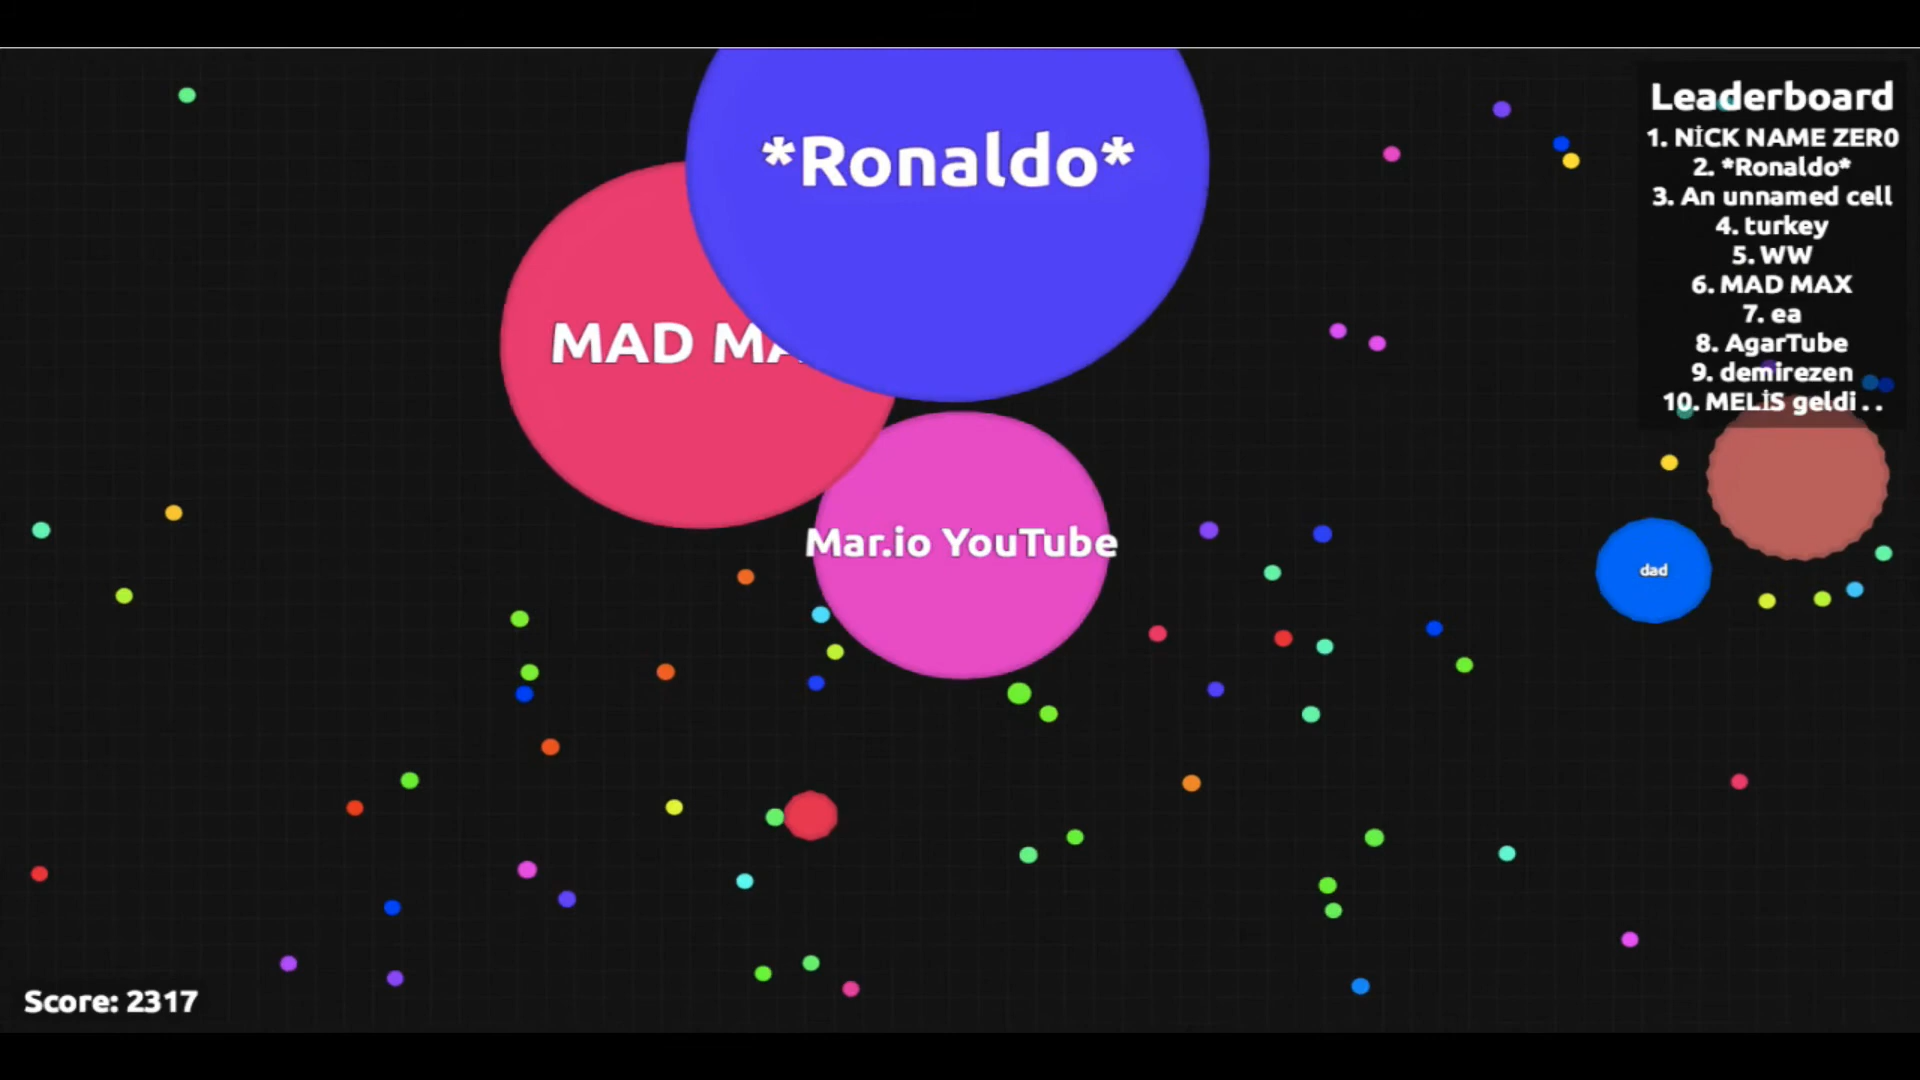 *Ronaldo*
MAD MA
Mar.io YouTube
dad
Leaderboard
1. NİCK NAME ZER0
2. *Ronaldo*
3. An unnamed cell
4. turkey
5. WW
6. MAD MAX
7. ea
8. AgarTube
9. demirezen
10. MELİS geldi . .
Score: 2317